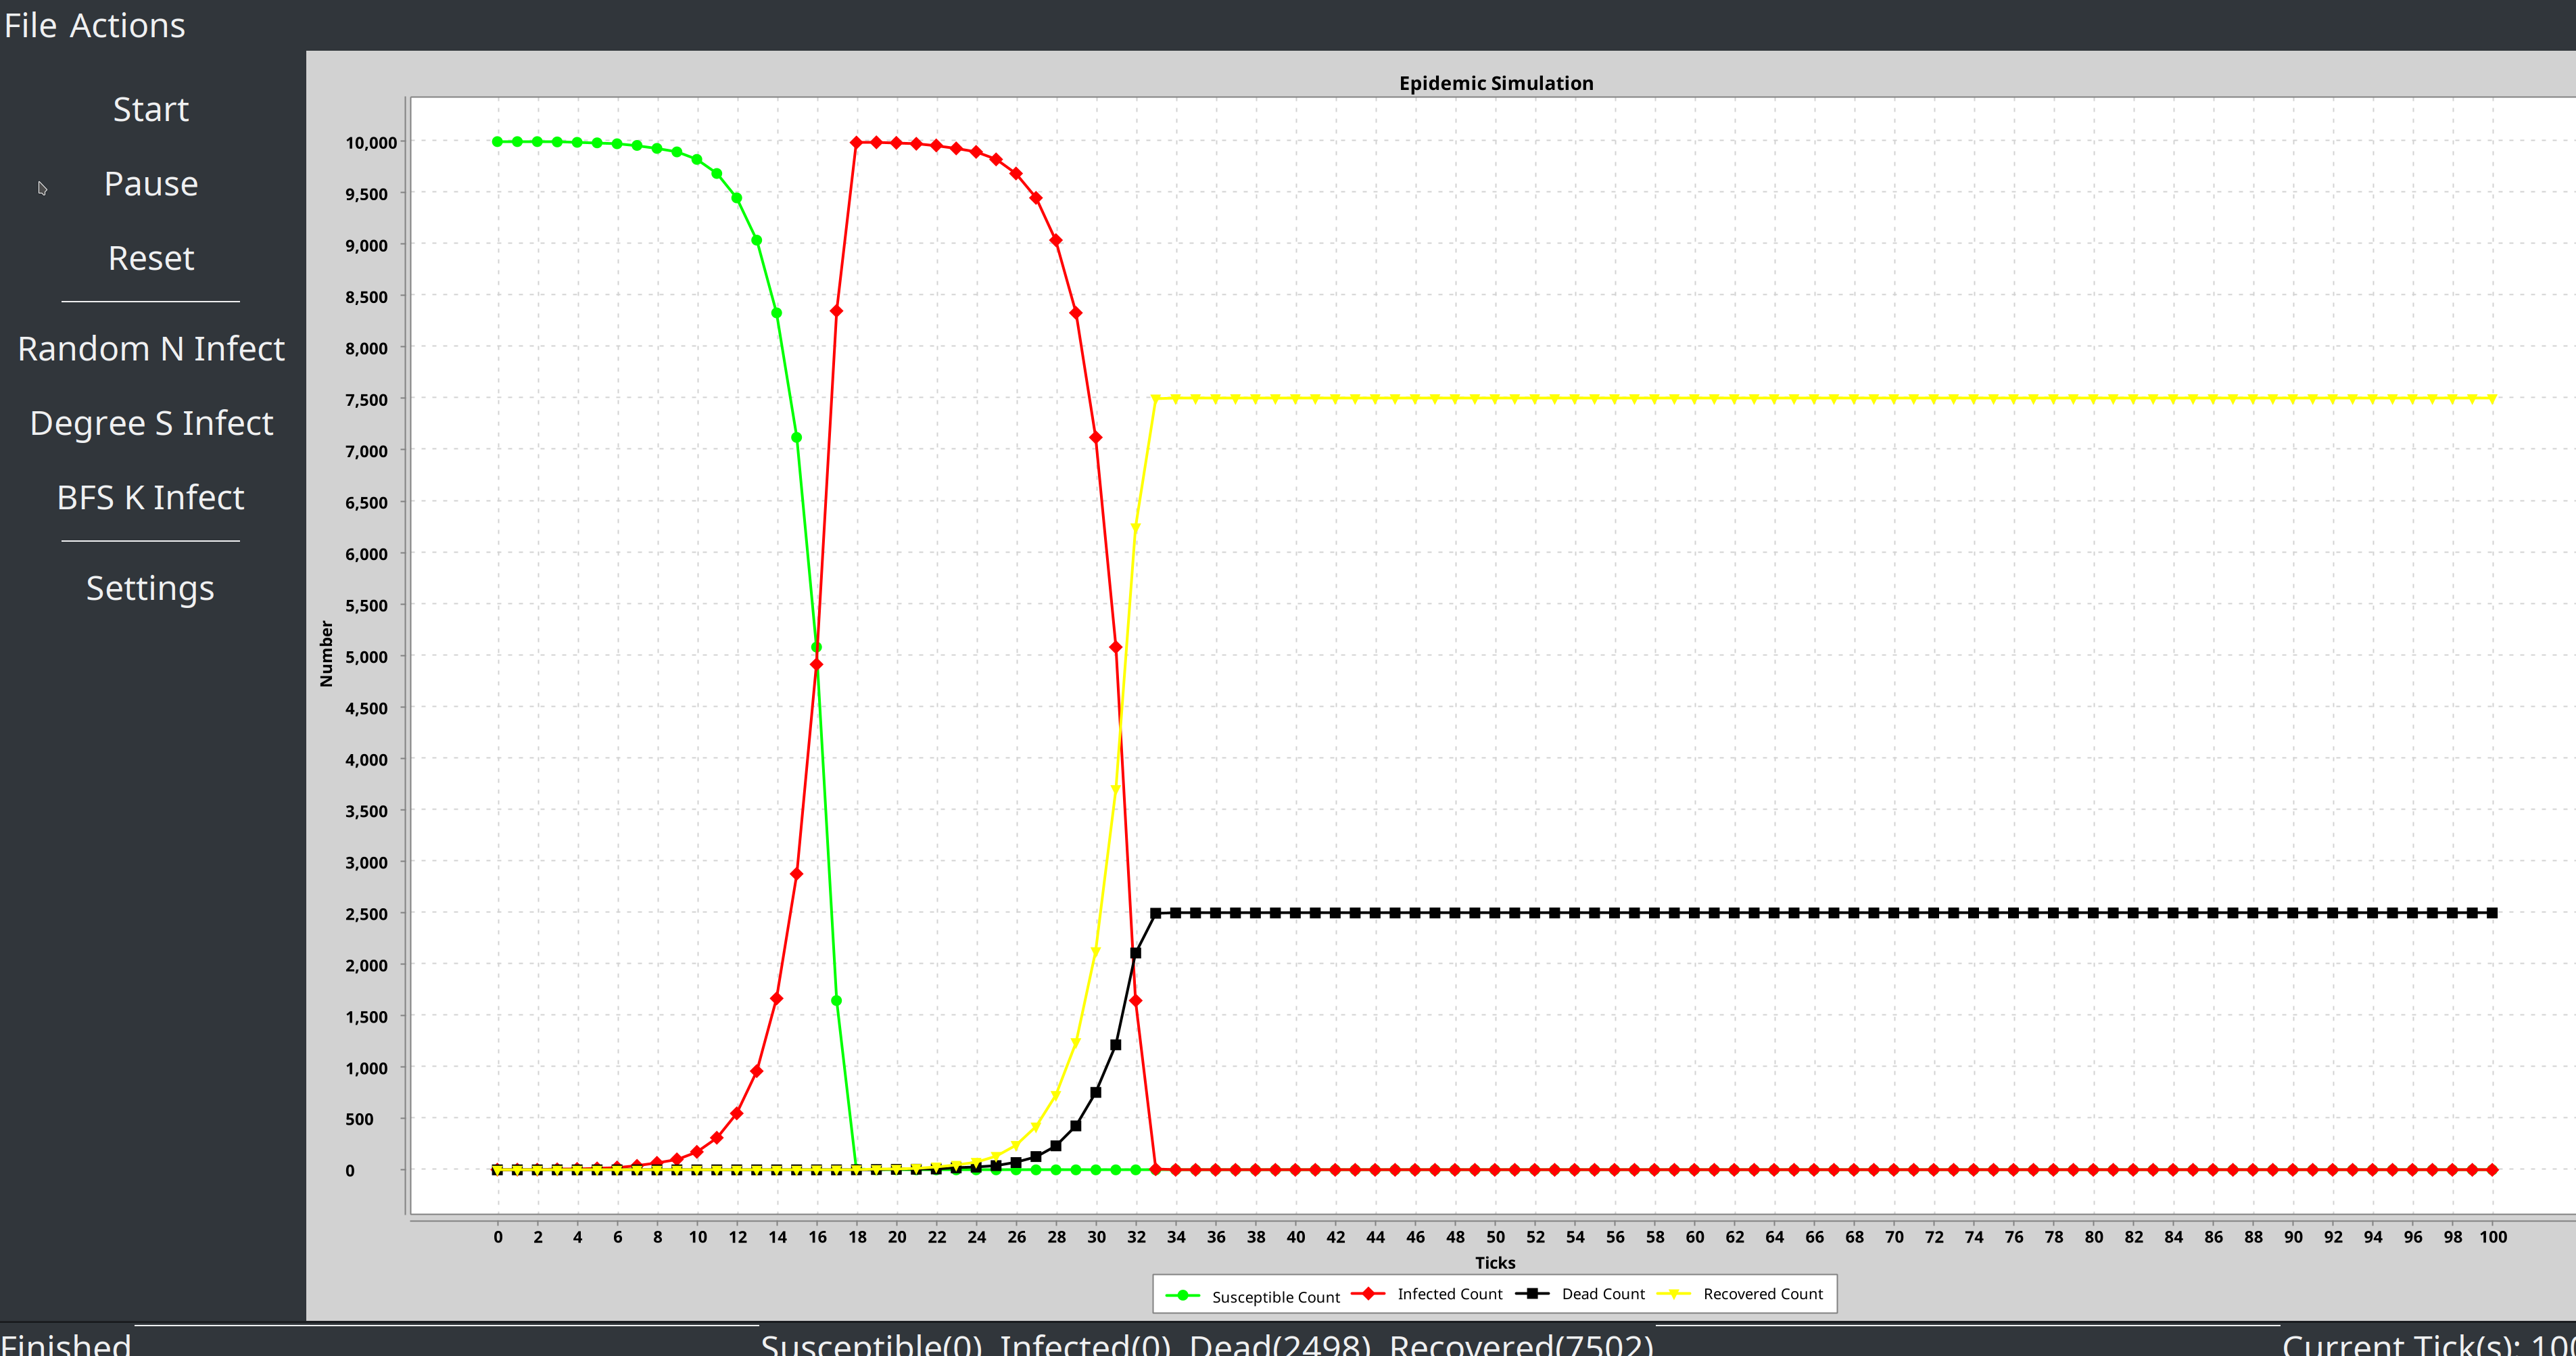 File Actions
Start
Pause
Reset
Random N Infect
Degree S Infect
BFS K Infect
Settings
Epidemic Simulation
10,000
9,500
9,000
8,500
8,000
7,500
7,000
6,500
6,000
5,500
5,000
4,500
4,000
3,500
3,000
2,500
2,000
1,500
1,000
500
0
Number
0 2 4 6 8 10 12 14 16 18 20 22 24 26 28 30 32 34 36 38 40 42 44 46 48 50 52 54 56 58 60 62 64 66 68 70 72 74 76 78 80 82 84 86 88 90 92 94 96 98 100
Ticks
Susceptible Count Infected Count Dead Count Recovered Count
Finished Susceptible(0) Infected(0) Dead(2498) Recovered(7502) Current Tick(s):